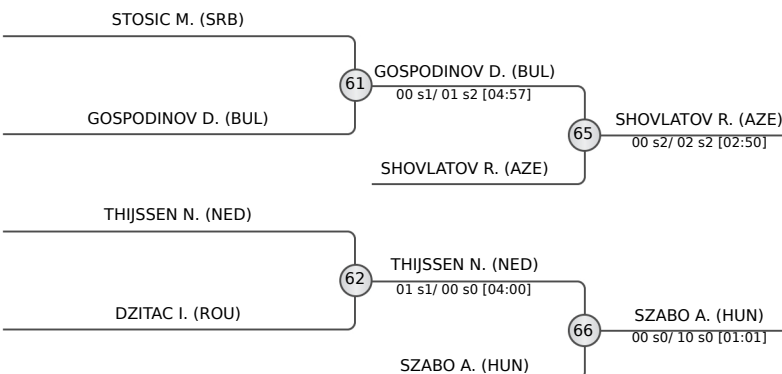 STOSIC M. (SRB)
61
GOSPODINOV D. (BUL)
00 s1/ 01 s2 [04:57]
GOSPODINOV D. (BUL)
65
SHOVLATOV R. (AZE)
00 s2/ 02 s2 [02:50]
SHOVLATOV R. (AZE)
THIJSSEN N. (NED)
62
THIJSSEN N. (NED)
01 s1/ 00 s0 [04:00]
DZITAC I. (ROU)
66
SZABO A. (HUN)
00 s0/ 10 s0 [01:01]
SZABO A. (HUN)